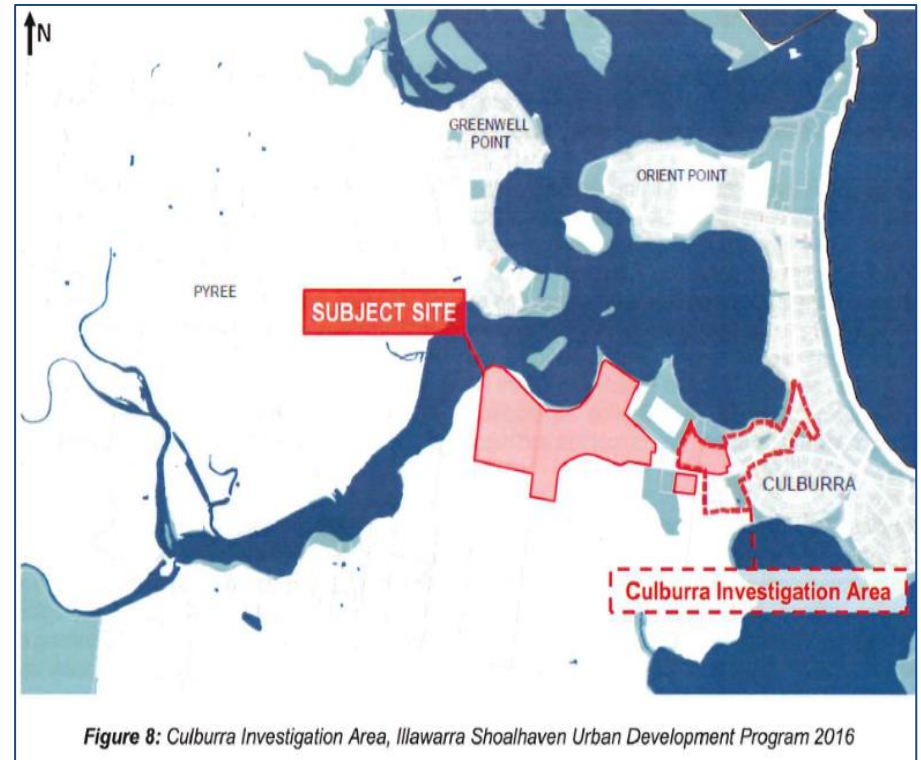 N
GREENWELL
POINT
ORIENT POINT
PYREE
SUBJECT SITE
CULBURRA
Culburra Investigation Area
Figure 8: Culburra Investigation Area, Illawarra Shoalhaven Urban Development Program 2016